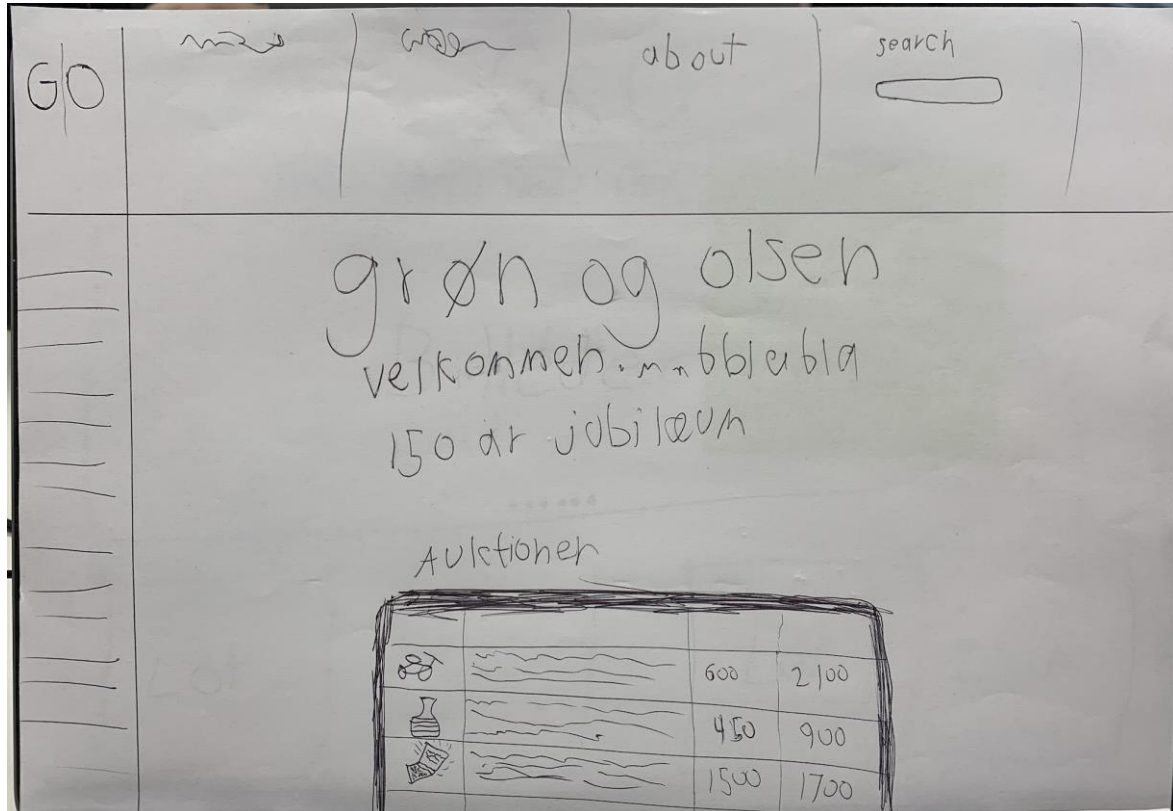 G|O
about
search
grøn og olsen
velkommen
150 år jubilæum
Auktioner
600 2100
450 900
1500 1700